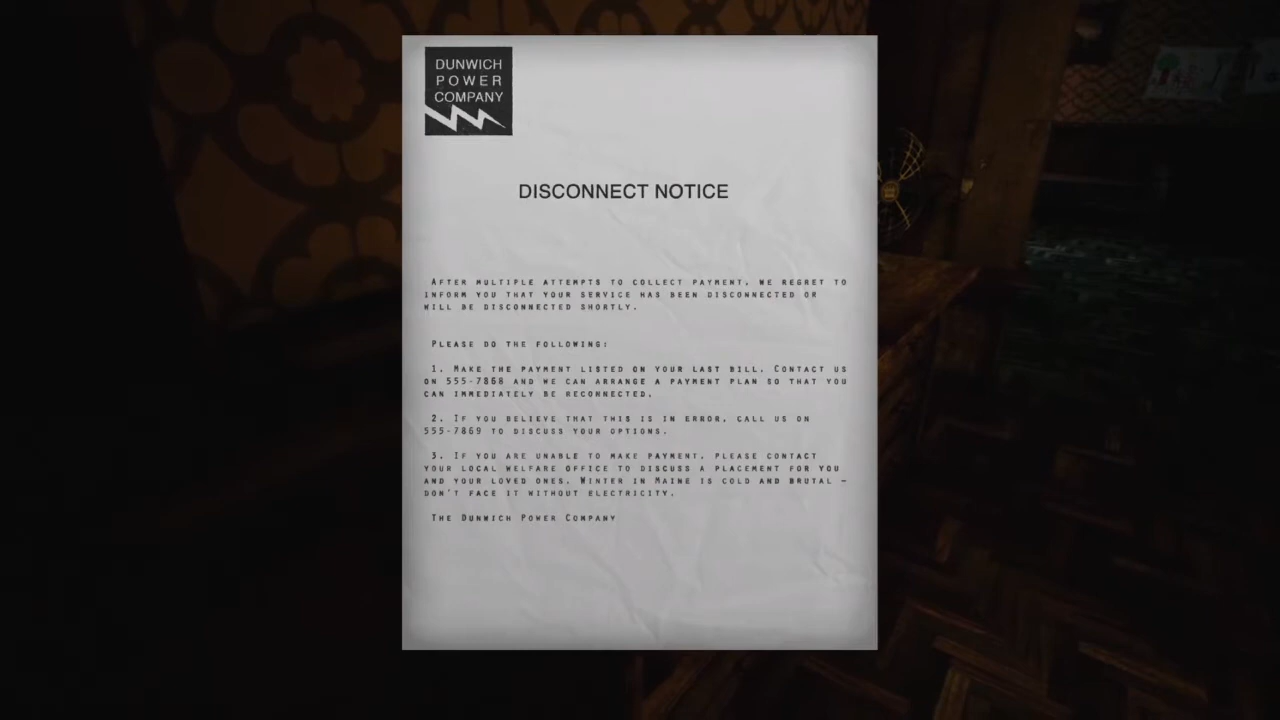 DUNWICH
POWER
COMPANY
DISCONNECT NOTICE
AFTER MULTIPLE ATTEMPTS TO COLLECT PAYMENT, WE REGRET TO
INFORM YOU THAT YOUR SERVICE HAS BEEN DISCONNECTED OR
WILL BE DISCONNECTED SHORTLY.
PLEASE DO THE FOLLOWING:
1. MAKE THE PAYMENT LISTED ON YOUR LAST BILL. CONTACT US
ON 555-7868 AND WE CAN ARRANGE A PAYMENT PLAN SO THAT YOU
CAN IMMEDIATELY BE RECONNECTED.
2. IF YOU BELIEVE THAT THIS IS IN ERROR, CALL US ON
555-7869 TO DISCUSS YOUR OPTIONS.
3. IF YOU ARE UNABLE TO MAKE PAYMENT, PLEASE CONTACT
YOUR LOCAL WELFARE OFFICE TO DISCUSS A PLACEMENT FOR YOU
AND YOUR LOVED ONES. WINTER IN MAINE IS COLD AND BRUTAL –
DON'T FACE IT WITHOUT ELECTRICITY.
THE DUNWICH POWER COMPANY